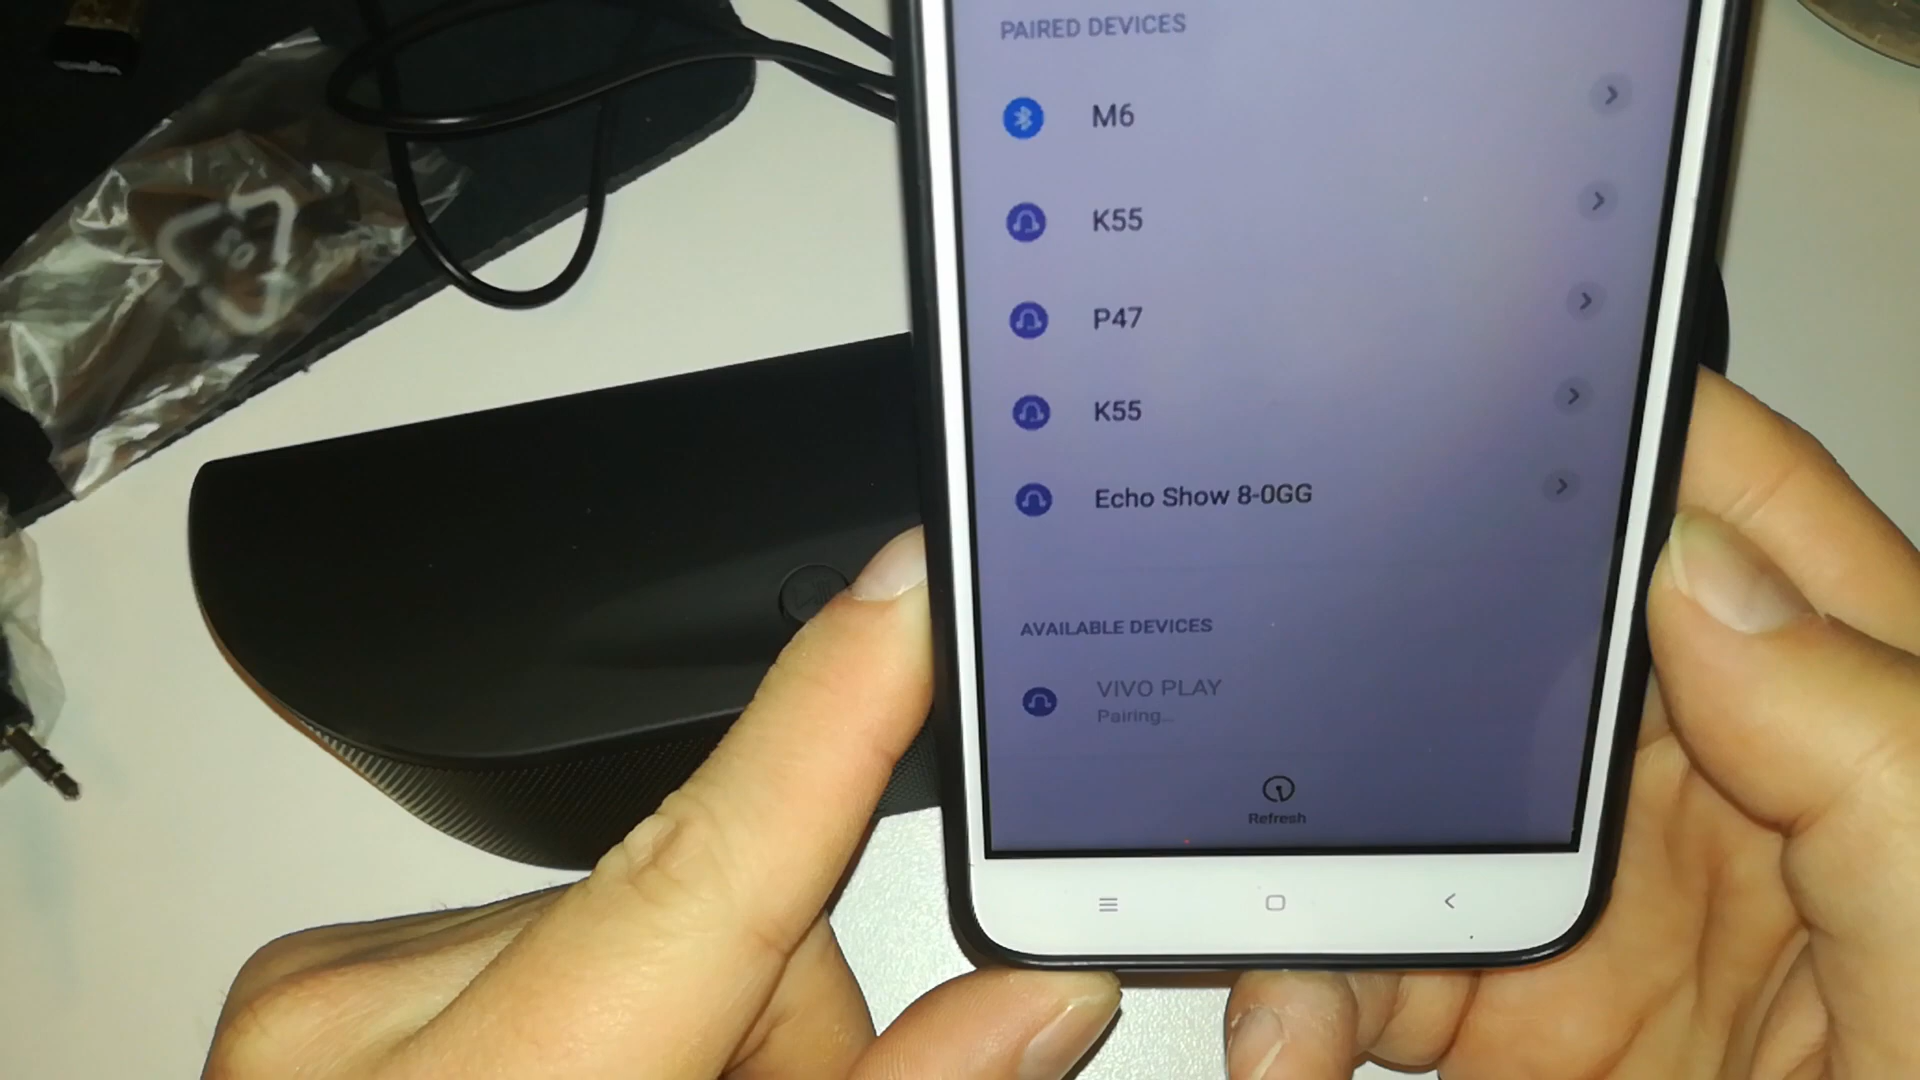 PAIRED DEVICES
M6
K55
P47
K55
Echo Show 8-0GG
AVAILABLE DEVICES
VIVO PLAY
Pairing...
Refresh